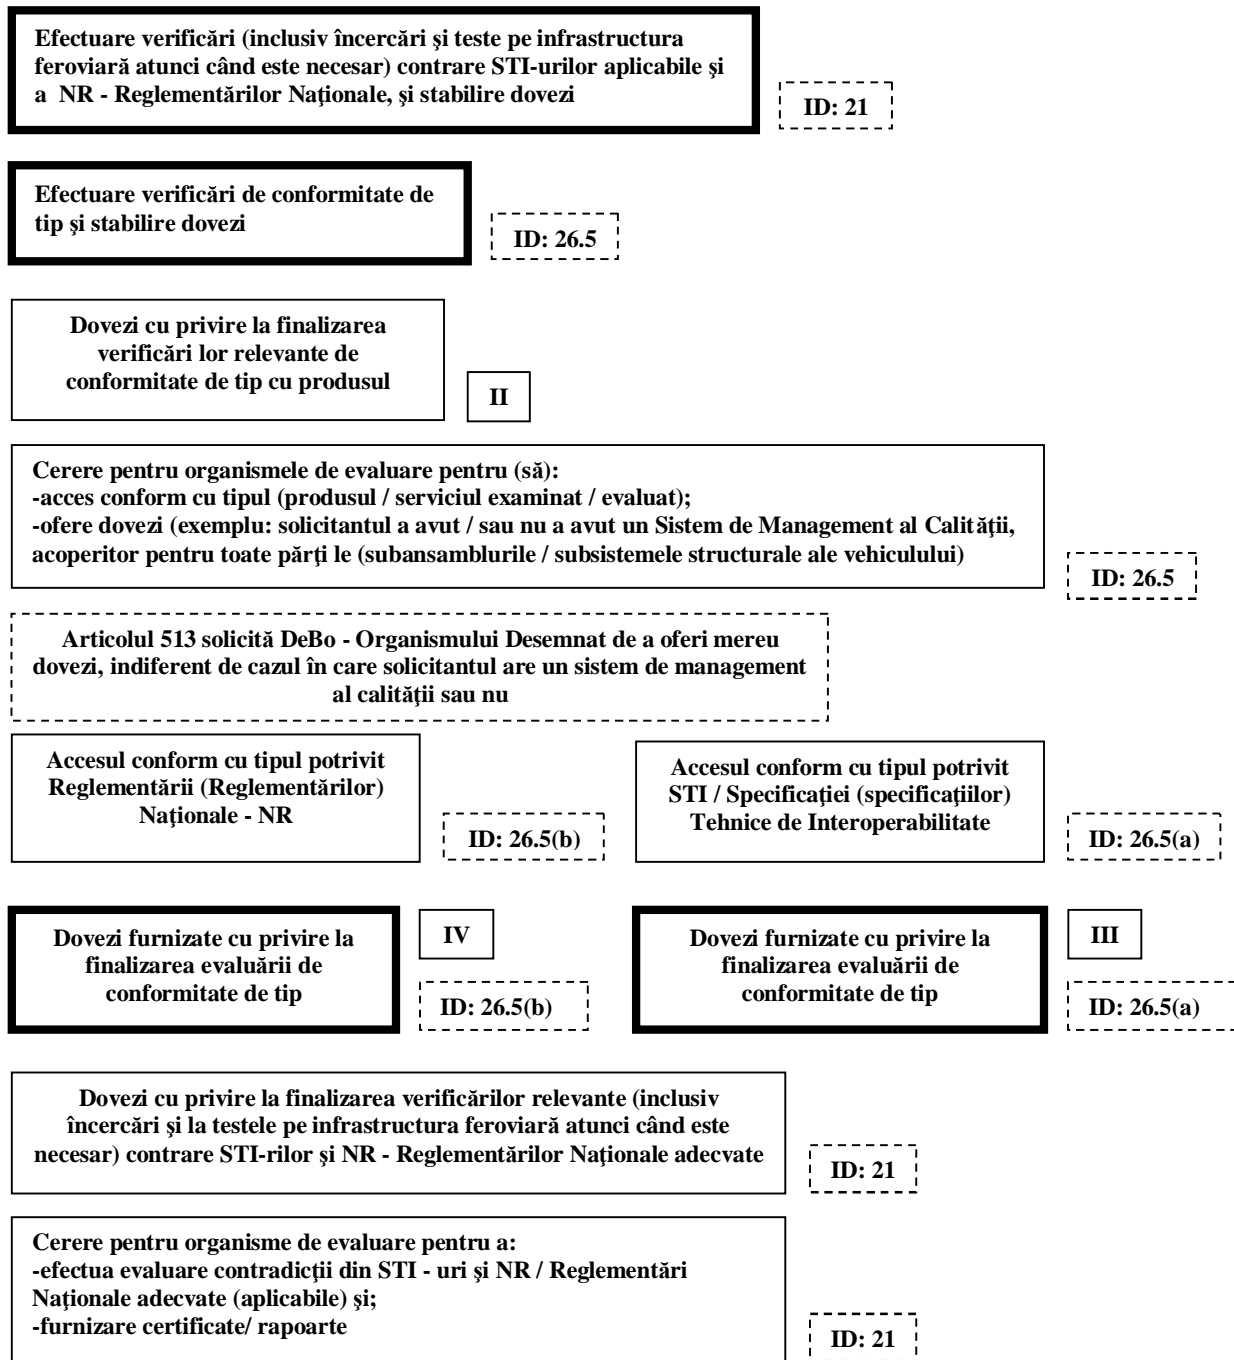 Efectuare verificări (inclusiv încercări şi teste pe infrastructura
feroviară atunci când este necesar) contrare STI-urilor aplicabile şi
a NR - Reglementărilor Naţionale, şi stabilire dovezi
ID: 21
Efectuare verificări de conformitate de
tip şi stabilire dovezi
ID: 26.5
Dovezi cu privire la finalizarea
verificări lor relevante de
conformitate de tip cu produsul
II
Cerere pentru organismele de evaluare pentru (să):
-acces conform cu tipul (produsul / serviciul examinat / evaluat);
-ofere dovezi (exemplu: solicitantul a avut / sau nu a avut un Sistem de Management al Calităţii,
acoperitor pentru toate părţi le (subansamblurile / subsistemele structurale ale vehiculului)
ID: 26.5
Articolul 513 solicită DeBo - Organismului Desemnat de a oferi mereu
dovezi, indiferent de cazul în care solicitantul are un sistem de management
al calităţii sau nu
Accesul conform cu tipul potrivit
Reglementării (Reglementărilor)
Naţionale - NR
ID: 26.5(b)
Accesul conform cu tipul potrivit
STI / Specificaţiei (specificaţiilor)
Tehnice de Interoperabilitate
ID: 26.5(a)
Dovezi furnizate cu privire la
finalizarea evaluării de
conformitate de tip
IV
ID: 26.5(b)
Dovezi furnizate cu privire la
finalizarea evaluării de
conformitate de tip
III
ID: 26.5(a)
Dovezi cu privire la finalizarea verificărilor relevante (inclusiv
încercări şi la testele pe infrastructura feroviară atunci când este
necesar) contrare STI-rilor şi NR - Reglementărilor Naţionale adecvate
ID: 21
Cerere pentru organisme de evaluare pentru a:
-efectua evaluare contradicţii din STI - uri şi NR / Reglementări
Naţionale adecvate (aplicabile) şi;
-furnizare certificate/ rapoarte
ID: 21